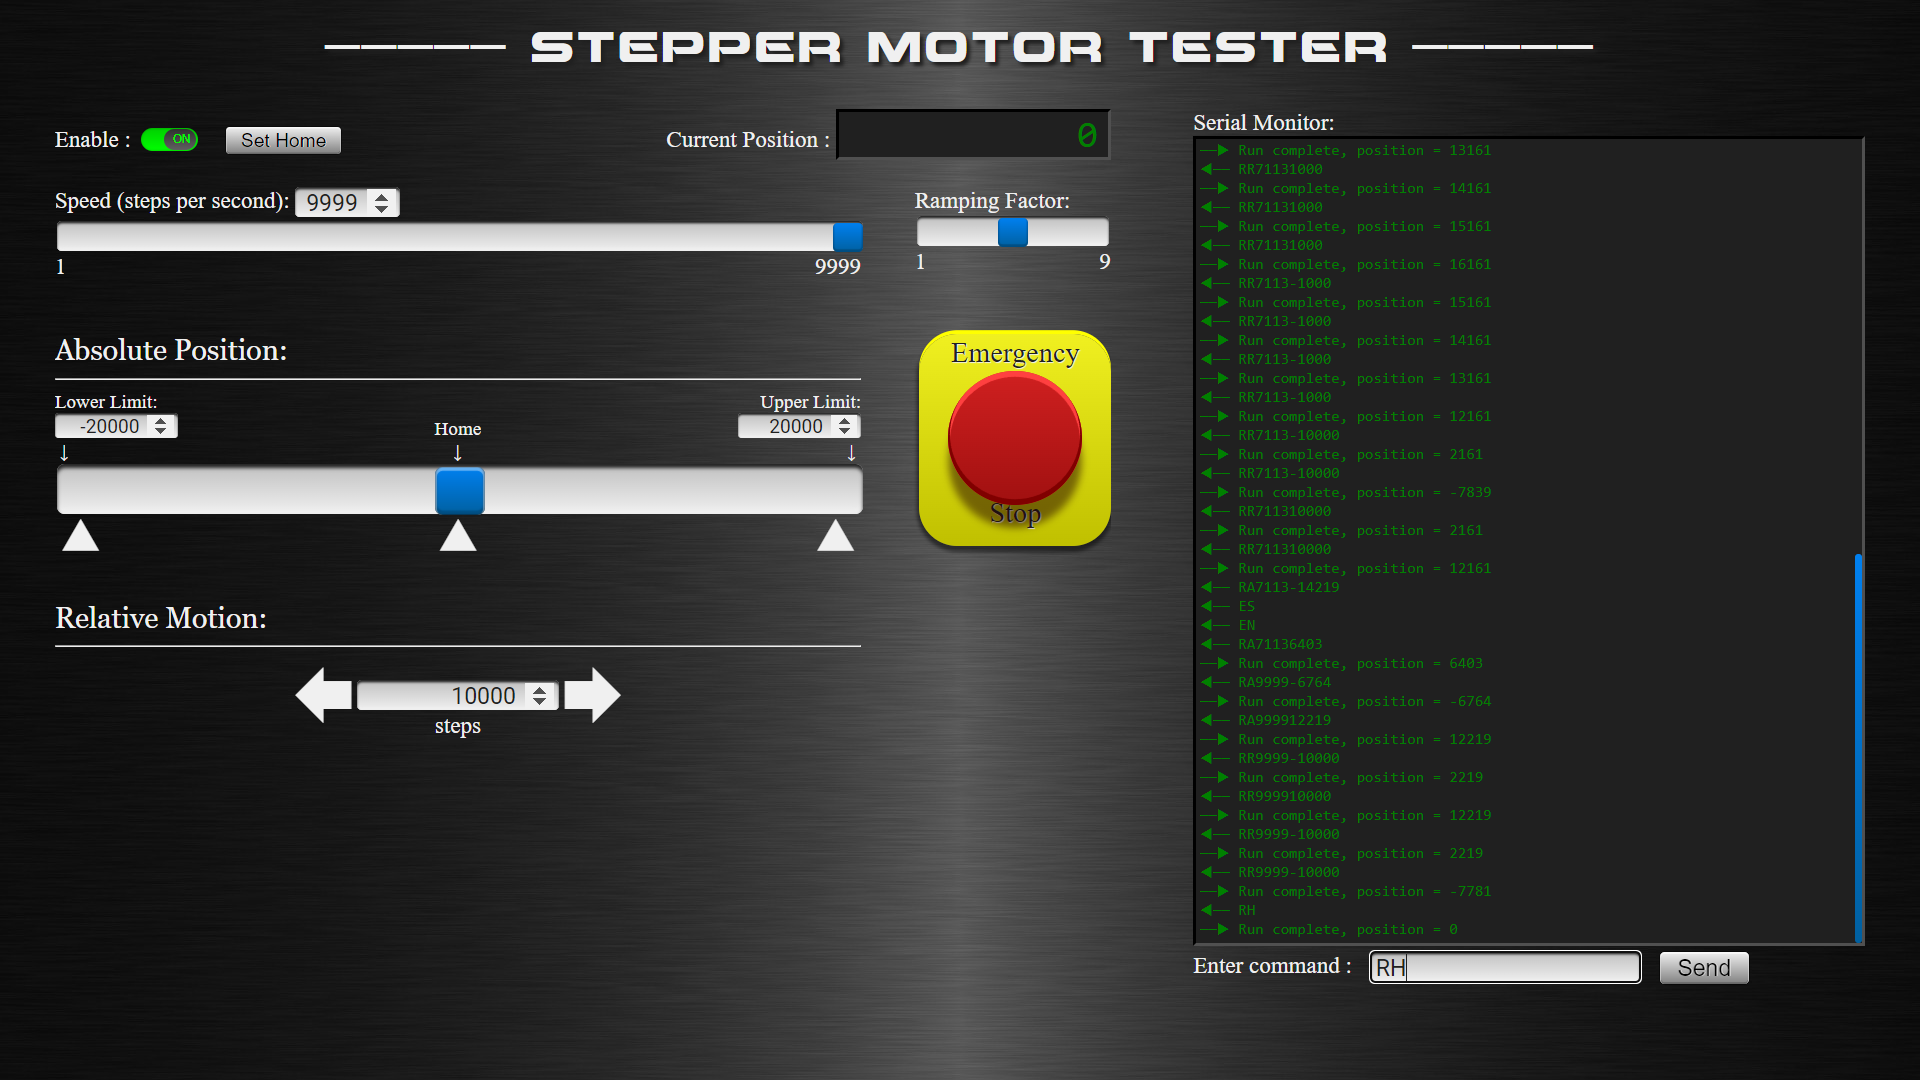 STEPPER MOTOR TESTER
Enable :
ON
Set Home
Current Position :
0
Speed (steps per second):
9999
1
9999
Ramping Factor:
1
9
Absolute Position:
Lower Limit:
-20000
↓
Home
↓
Upper Limit:
20000
↓
Emergency
Stop
Relative Motion:
10000
steps
Serial Monitor:
Run complete, position = 13161
RR71131000
Run complete, position = 14161
RR71131000
Run complete, position = 15161
RR71131000
Run complete, position = 16161
RR7113-1000
Run complete, position = 15161
RR7113-1000
Run complete, position = 14161
RR7113-1000
Run complete, position = 13161
RR7113-1000
Run complete, position = 12161
RR7113-10000
Run complete, position = 2161
RR7113-10000
Run complete, position = -7839
RR711310000
Run complete, position = 2161
RR711310000
Run complete, position = 12161
RA7113-14219
ES
EN
RA71136403
Run complete, position = 6403
RA9999-6764
Run complete, position = -6764
RA999912219
Run complete, position = 12219
RR9999-10000
Run complete, position = 2219
RR999910000
Run complete, position = 12219
RR9999-10000
Run complete, position = 2219
RR9999-10000
Run complete, position = -7781
RH
Run complete, position = 0
Enter command :
RH
Send